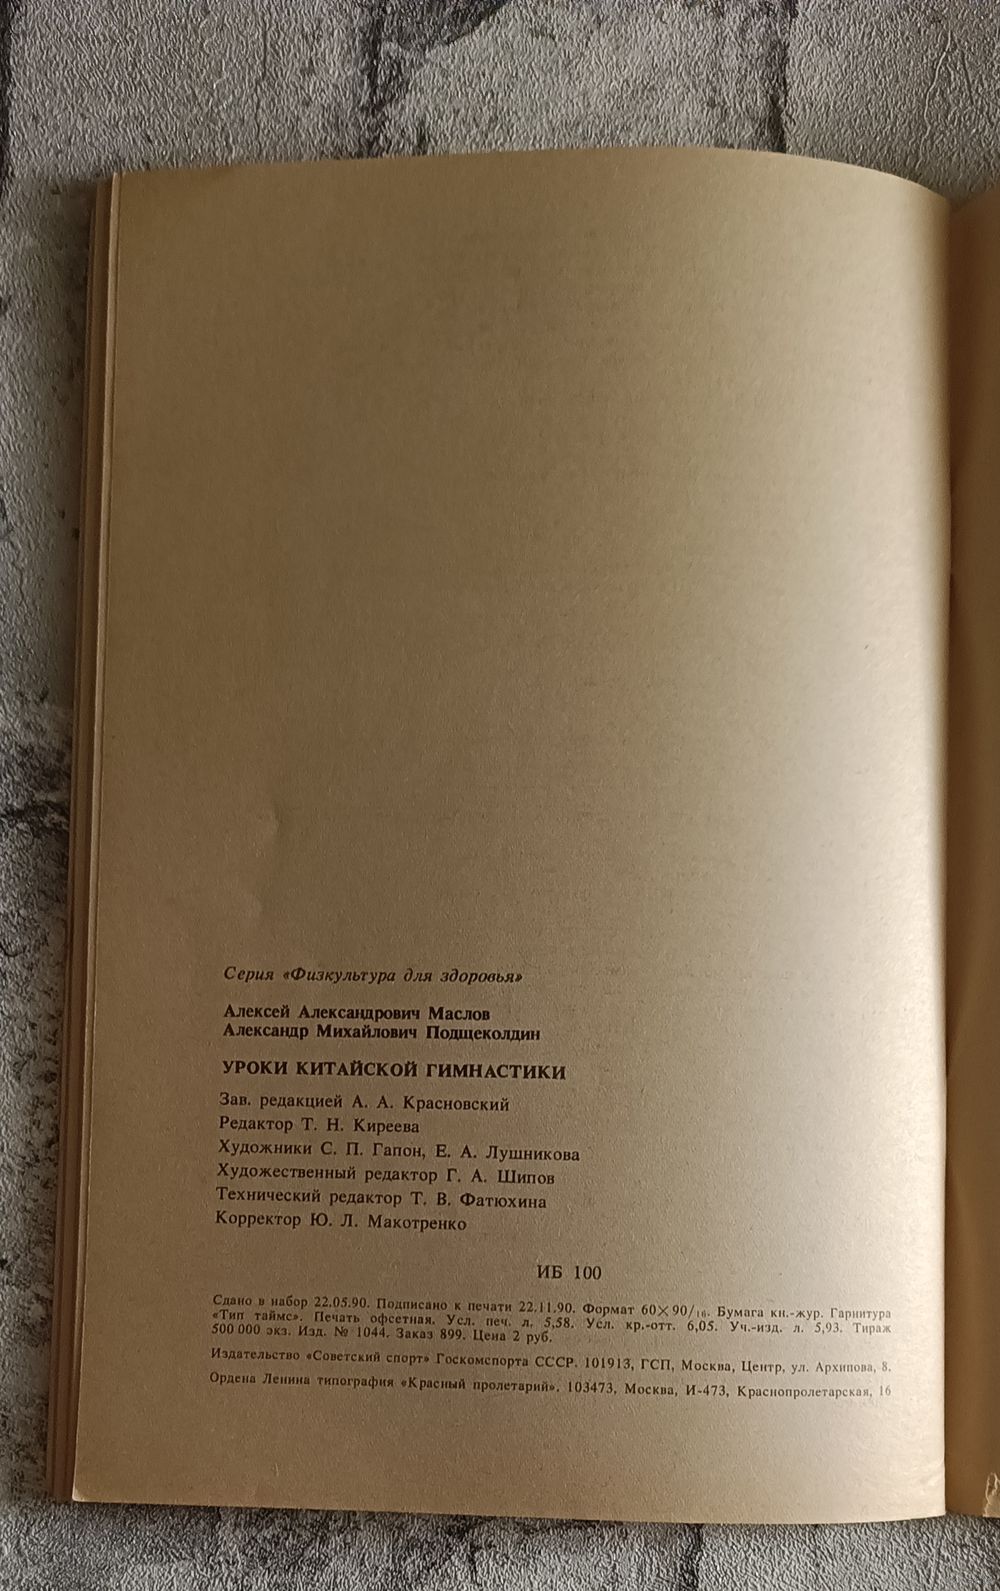 Серия «Физкультура для здоровья»
Алексей Александрович Маслов
Александр Михайлович Подщеколдин
УРОКИ КИТАЙСКОЙ ГИМНАСТИКИ
Зав. редакцией А. А. Красновский
Редактор Т. Н. Киреева
Художники С. П. Гапон, Е. А. Лушникова
Художественный редактор Г. А. Шипов
Технический редактор Т. В. Фатюхина
Корректор Ю. Л. Макотренко
ИБ 100
Сдано в набор 22.05.90. Подписано к печати 22.11.90. Формат 60×90/16. Бумага кн.-жур. Гарнитура
«Тип таймс». Печать офсетная. Усл. печ. л. 5,58. Усл. кр.-отт. 6,05. Уч.-изд. л. 5,93. Тираж
500 000 экз. Изд. № 1044. Заказ 899. Цена 2 руб.
Издательство «Советский спорт» Госкомспорта СССР. 101913, ГСП, Москва, Центр, ул. Архипова, 8.
Ордена Ленина типография «Красный пролетарий». 103473, Москва, И-473, Краснопролетарская, 16